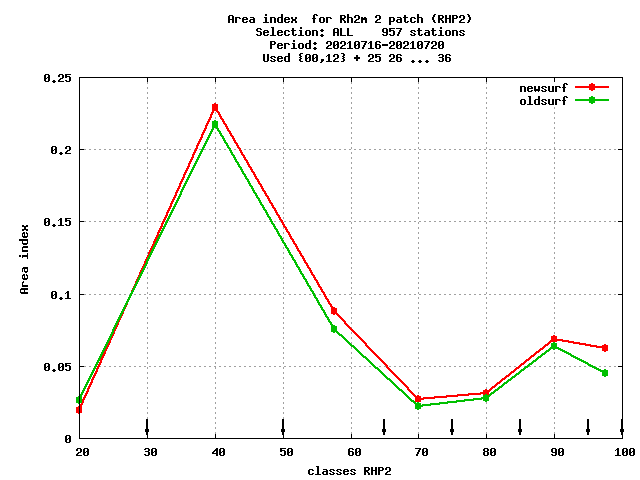 Area index  for Rh2m 2 patch (RHP2)
Selection: ALL    957 stations
Period: 20210716-20210720
Used {00,12} + 25 26 ... 36
0.25
newsurf
oldsurf
0.2
0.15
Area index
0.1
0.05
0
20 30 40 50 60 70 80 90 100
classes RHP2